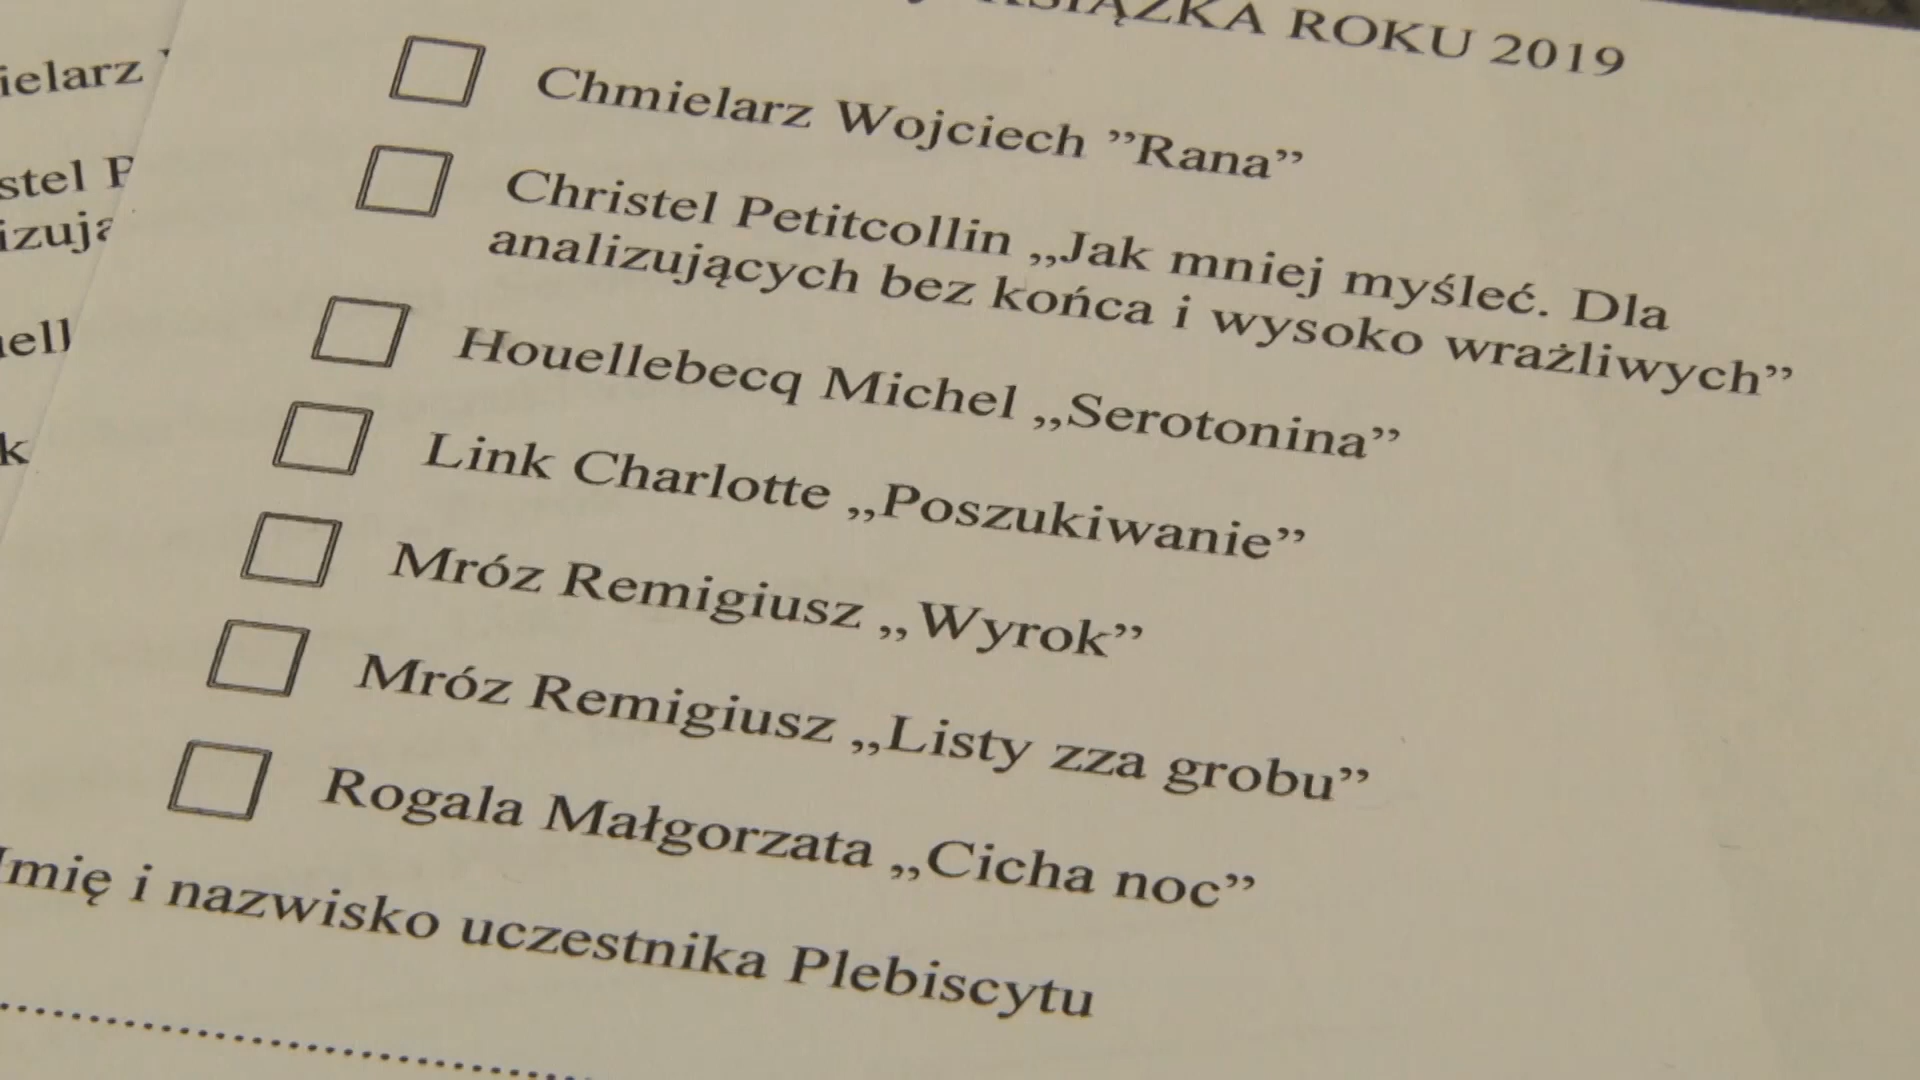 KSIĄŻKA ROKU 2019
Chmielarz Wojciech ”Rana”
Christel Petitcollin „Jak mniej myśleć. Dla
analizujących bez końca i wysoko wrażliwych”
Houellebecq Michel „Serotonina”
Link Charlotte „Poszukiwanie”
Mróz Remigiusz „Wyrok”
Mróz Remigiusz „Listy zza grobu”
Rogala Małgorzata „Cicha noc”
Imię i nazwisko uczestnika Plebiscytu